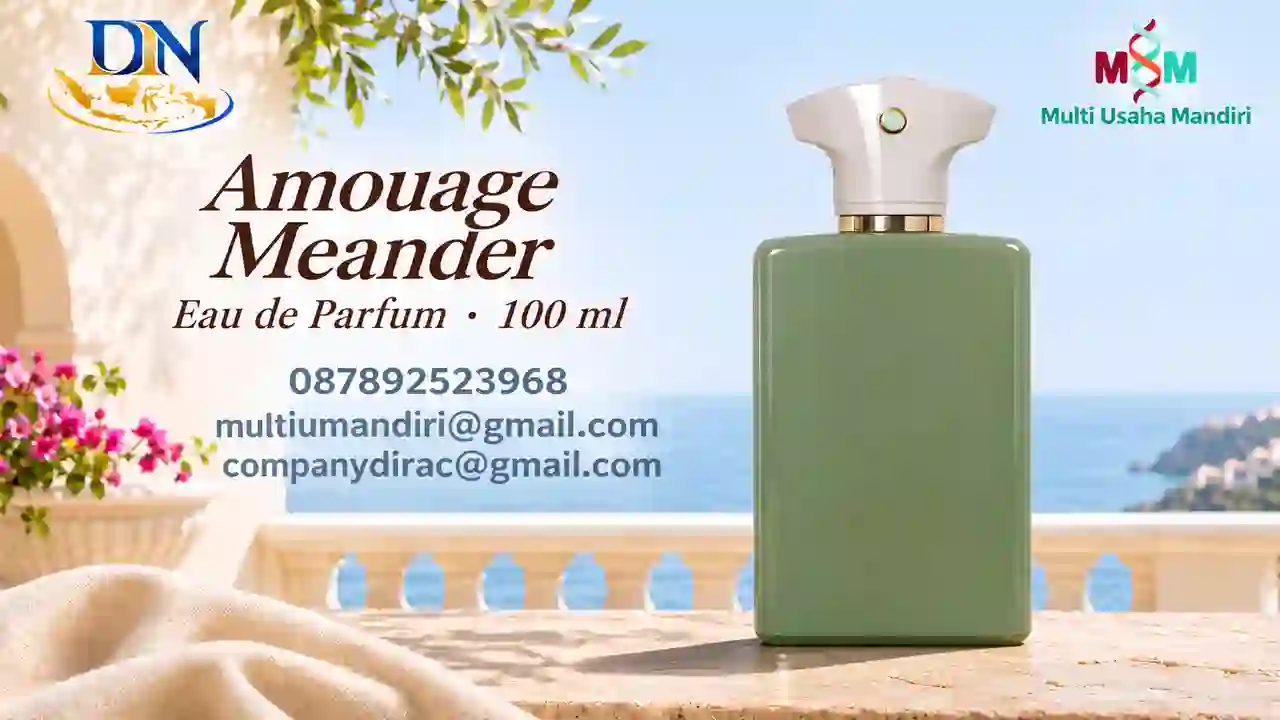 DN
MSM
Multi Usaha Mandiri
Amouage
Meander
Eau de Parfum · 100 ml
087892523968
multiumandiri@gmail.com
companydirac@gmail.com